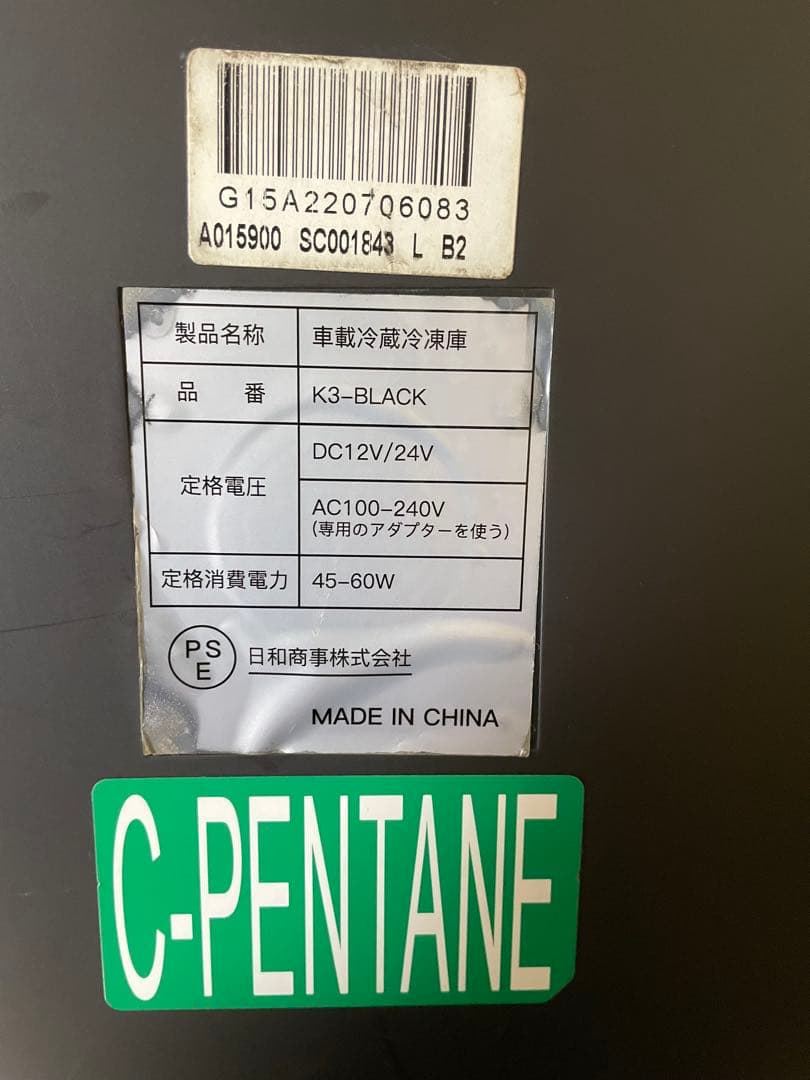 G15A220706083
A015900 SC001843 L B2
製品名称 車載冷蔵冷凍庫
品 番 K3-BLACK
定格電圧 DC12V/24V
AC100-240V
(専用のアダプターを使う)
定格消費電力 45-60W
PSE 日和商事株式会社
MADE IN CHINA
C-PENTANE